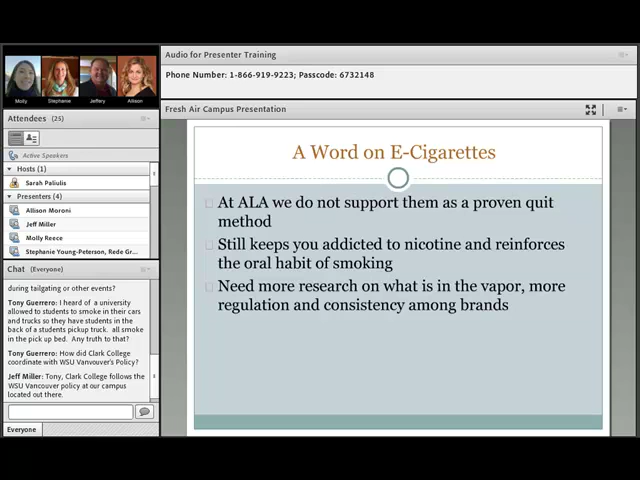 Molly
Stephanie
Jeffery
Allison
Attendees (25)
Active Speakers
Hosts (1)
Sarah Paliulis
Presenters (4)
Allison Moroni
Jeff Miller
Molly Reece
Stephanie Young-Peterson, Rede Gr...
Chat (Everyone)
during tailgating or other events?
Tony Guerrero: I heard of a university
allowed to students to smoke in their cars
and trucks so they have students in the
back of a students pickup truck. all smoke
in the pick up bed. Any truth to that?
Tony Guerrero: How did Clark College
coordinate with WSU Vanvouver's Policy?
Jeff Miller: Tony, Clark College follows the
WSU Vancouver policy at our campus
located out there.
Everyone
Audio for Presenter Training
Phone Number: 1-866-919-9223; Passcode: 6732148
Fresh Air Campus Presentation
A Word on E-Cigarettes
At ALA we do not support them as a proven quit
method
Still keeps you addicted to nicotine and reinforces
the oral habit of smoking
Need more research on what is in the vapor, more
regulation and consistency among brands